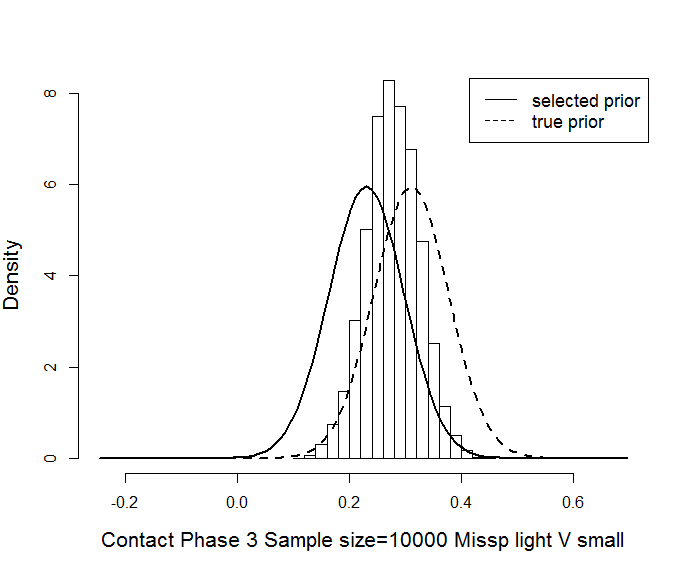 selected prior
true prior
Density
8
6
4
2
0
-0.2 0.0 0.2 0.4 0.6
Contact Phase 3 Sample size=10000 Missp light V small